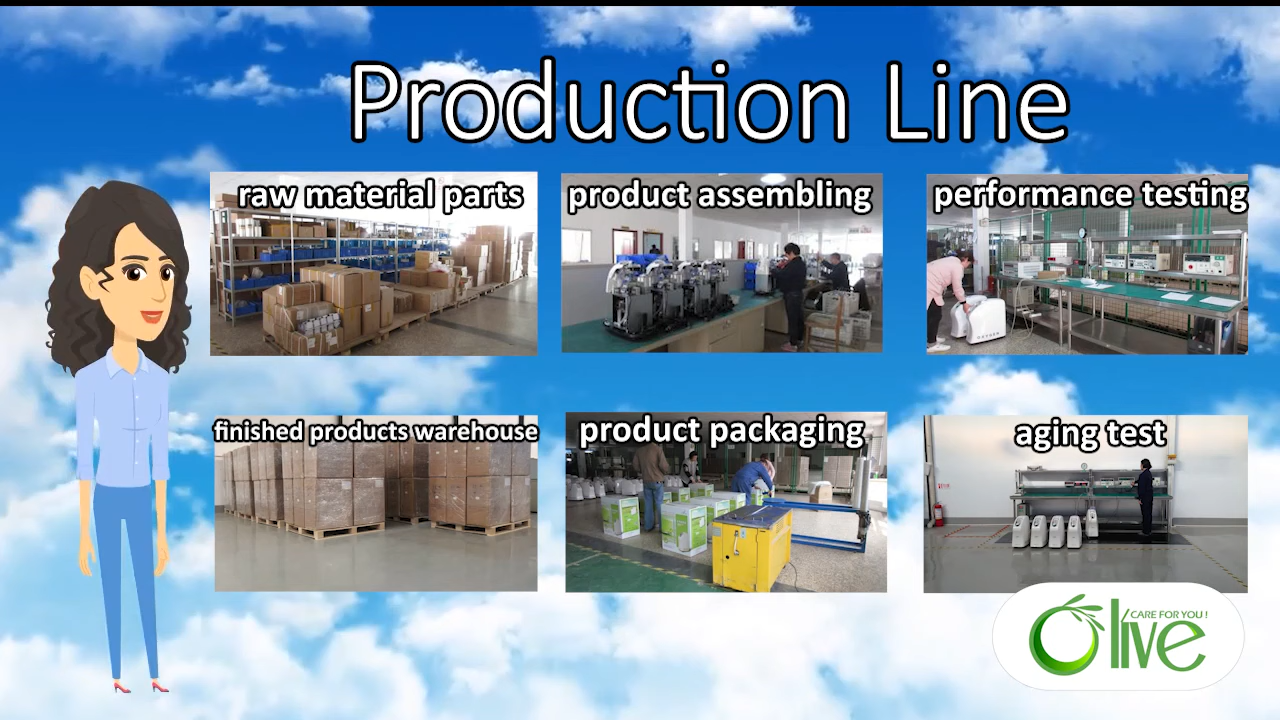 Production Line
raw material parts
product assembling
performance testing
finished products warehouse
product packaging
aging test
CARE FOR YOU !
Olive